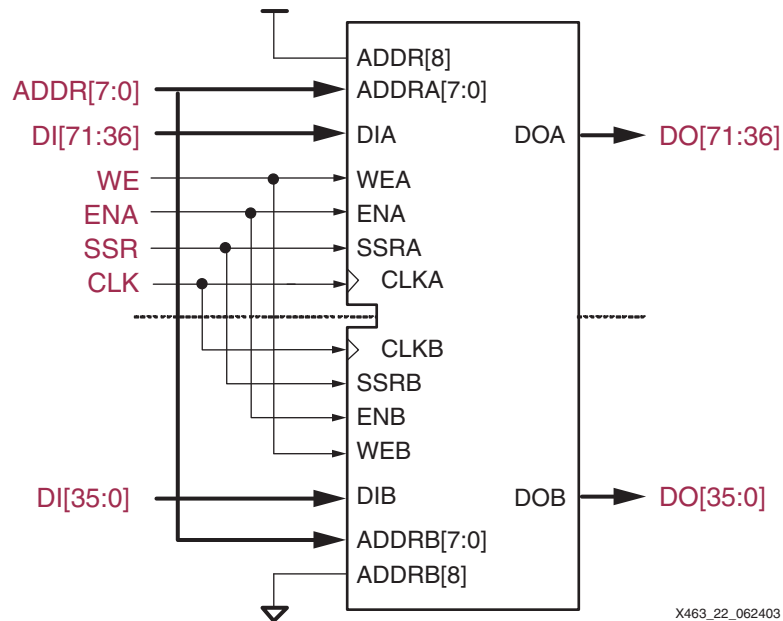 ADDR[8]
ADDR[7:0] ADDRA[7:0]
DI[71:36] DIA DOA DO[71:36]
WE WEA
ENA ENA
SSR SSRA
CLK CLKA
CLKB
SSRB
ENB
WEB
DI[35:0] DIB DOB DO[35:0]
ADDRB[7:0]
ADDRB[8]
X463_22_062403